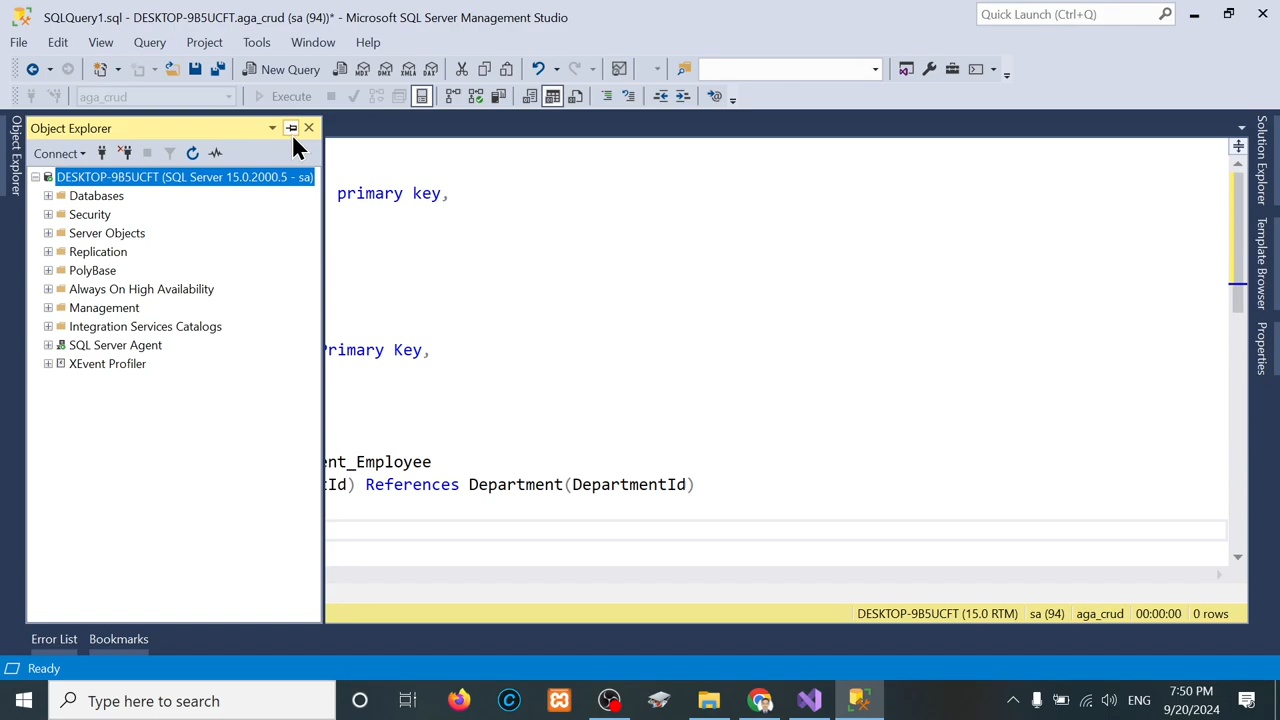 SQLQuery1.sql - DESKTOP-9B5UCFT.aga_crud (sa (94))* - Microsoft SQL Server Management Studio
Quick Launch (Ctrl+Q)
File Edit View Query Project Tools Window Help
New Query
aga_crud Execute
Object Explorer
Object Explorer
Connect
DESKTOP-9B5UCFT (SQL Server 15.0.2000.5 - sa)
Databases
Security
Server Objects
Replication
PolyBase
Always On High Availability
Management
Integration Services Catalogs
SQL Server Agent
XEvent Profiler
primary key,
Primary Key,
ent_Employee
tId) References Department(DepartmentId)
Solution Explorer
Template Browser
Properties
DESKTOP-9B5UCFT (15.0 RTM) sa (94) aga_crud 00:00:00 0 rows
Error List Bookmarks
Ready
Type here to search
ENG
7:50 PM
9/20/2024